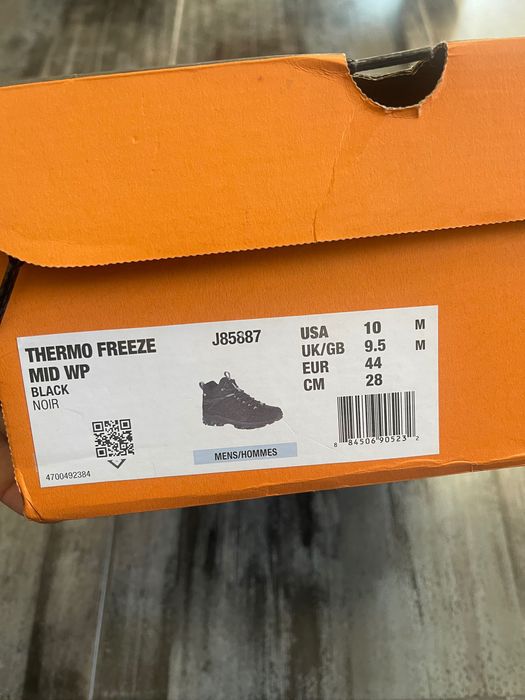 THERMO FREEZE
MID WP
BLACK
NOIR
4700492384
J85887
MENS/HOMMES
USA 10 M
UK/GB 9.5 M
EUR 44
CM 28
8 84506 90523 2